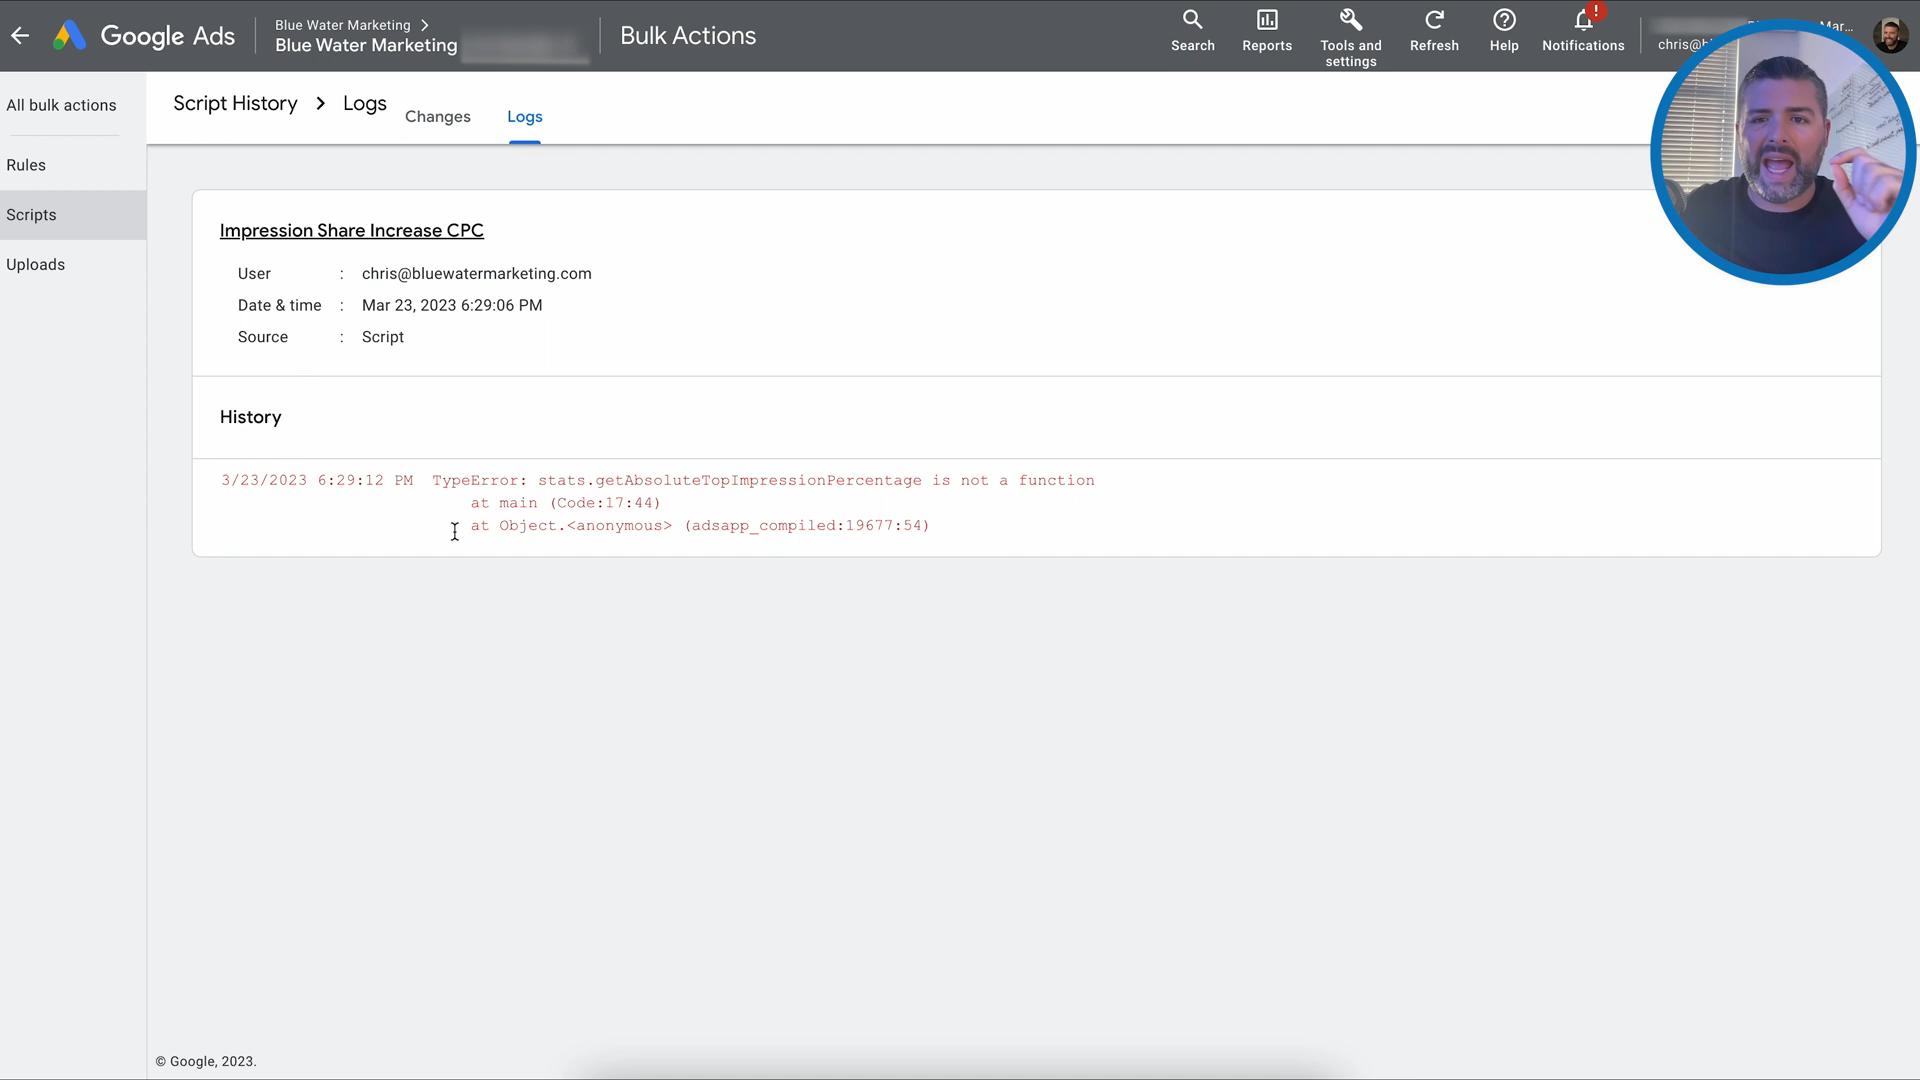 Google Ads
Blue Water Marketing
Blue Water Marketing
Bulk Actions
Search
Reports
Tools and
settings
Refresh
Help
!
Notifications
Mar...
All bulk actions
Rules
Scripts
Uploads
Script History > Logs
Changes
Logs
Impression Share Increase CPC
User : chris@bluewatermarketing.com
Date & time : Mar 23, 2023 6:29:06 PM
Source : Script
History
3/23/2023 6:29:12 PM TypeError: stats.getAbsoluteTopImpressionPercentage is not a function
at main (Code:17:44)
at Object.<anonymous> (adsapp_compiled:19677:54)
© Google, 2023.